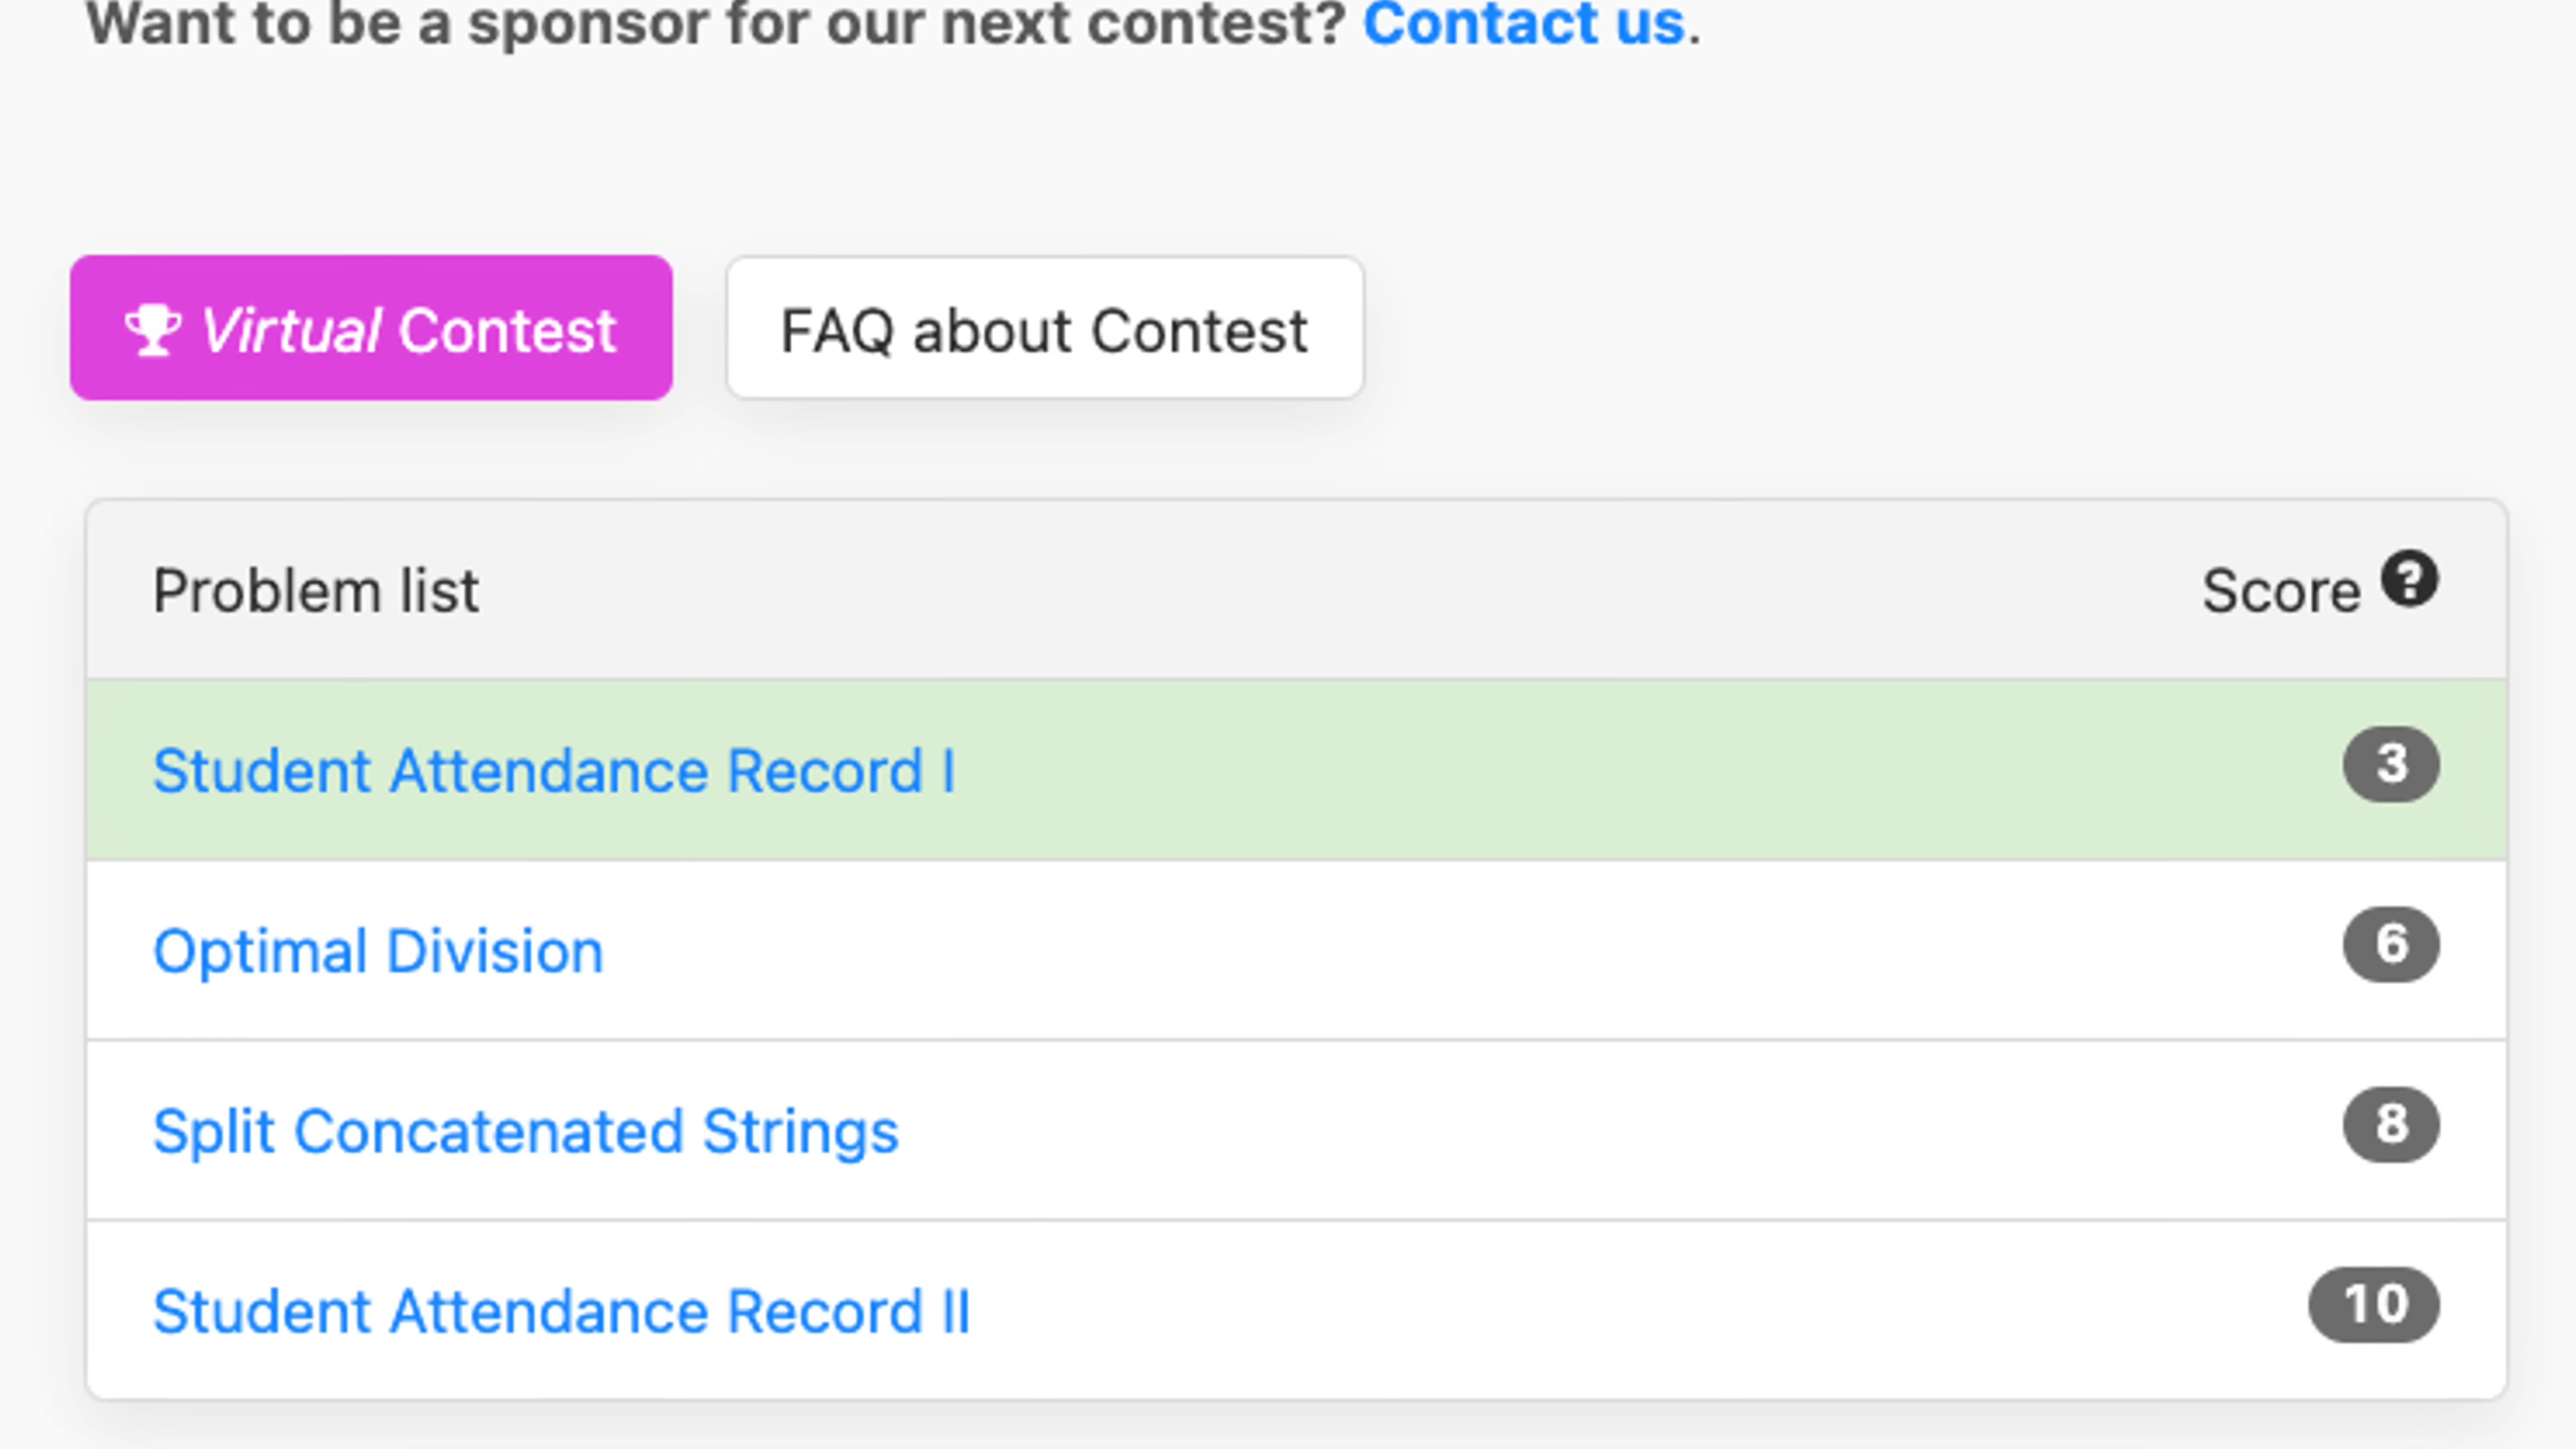 Want to be a sponsor for our next contest? Contact us.
Virtual Contest
FAQ about Contest
Problem list Score ?
Student Attendance Record I 3
Optimal Division 6
Split Concatenated Strings 8
Student Attendance Record II 10